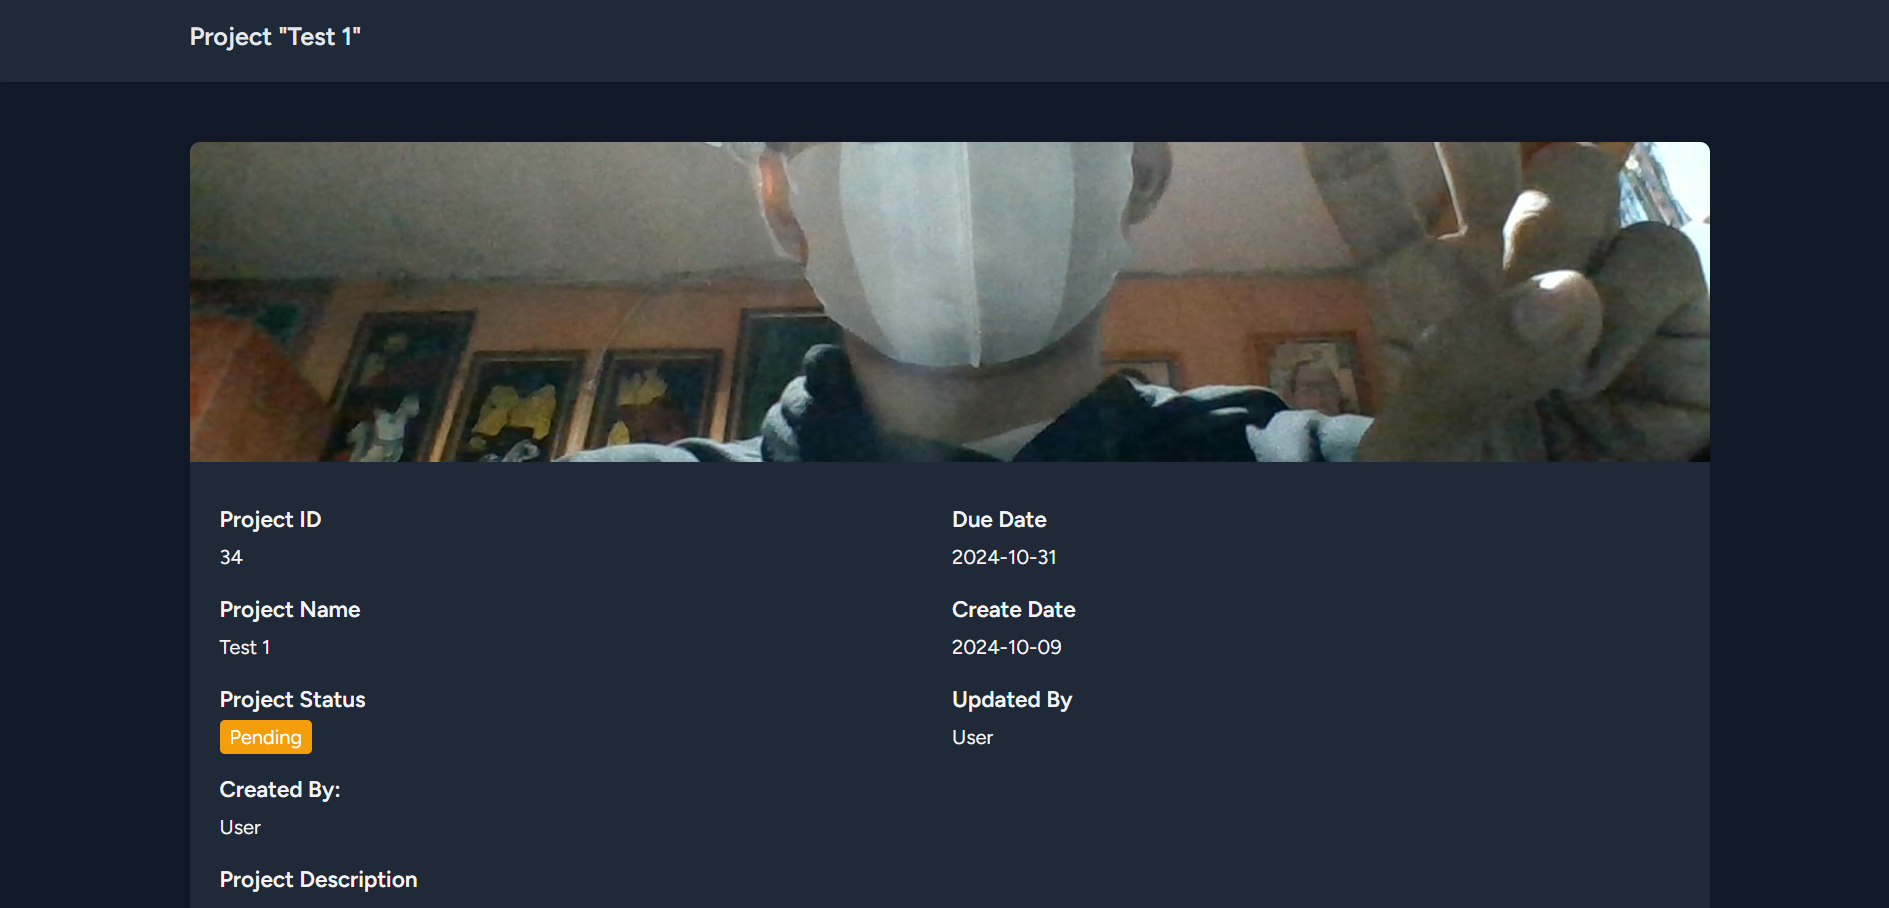 Project "Test 1"
Project ID
34
Project Name
Test 1
Project Status
Pending
Created By:
User
Project Description
Due Date
2024-10-31
Create Date
2024-10-09
Updated By
User